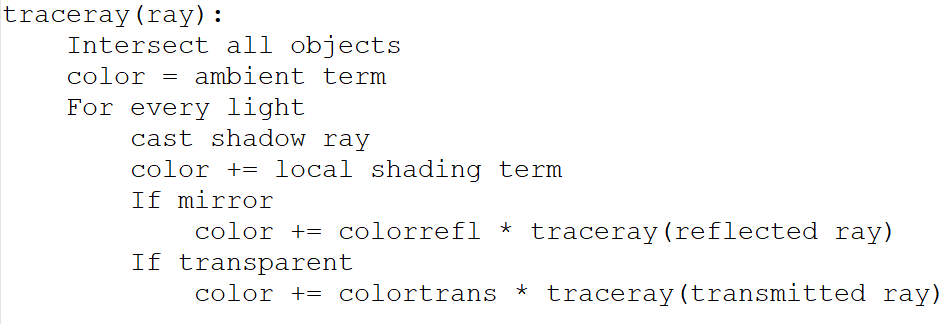 traceray(ray):
    Intersect all objects
    color = ambient term
    For every light
        cast shadow ray
        color += local shading term
        If mirror
            color += colorrefl * traceray(reflected ray)
        If transparent
            color += colortrans * traceray(transmitted ray)